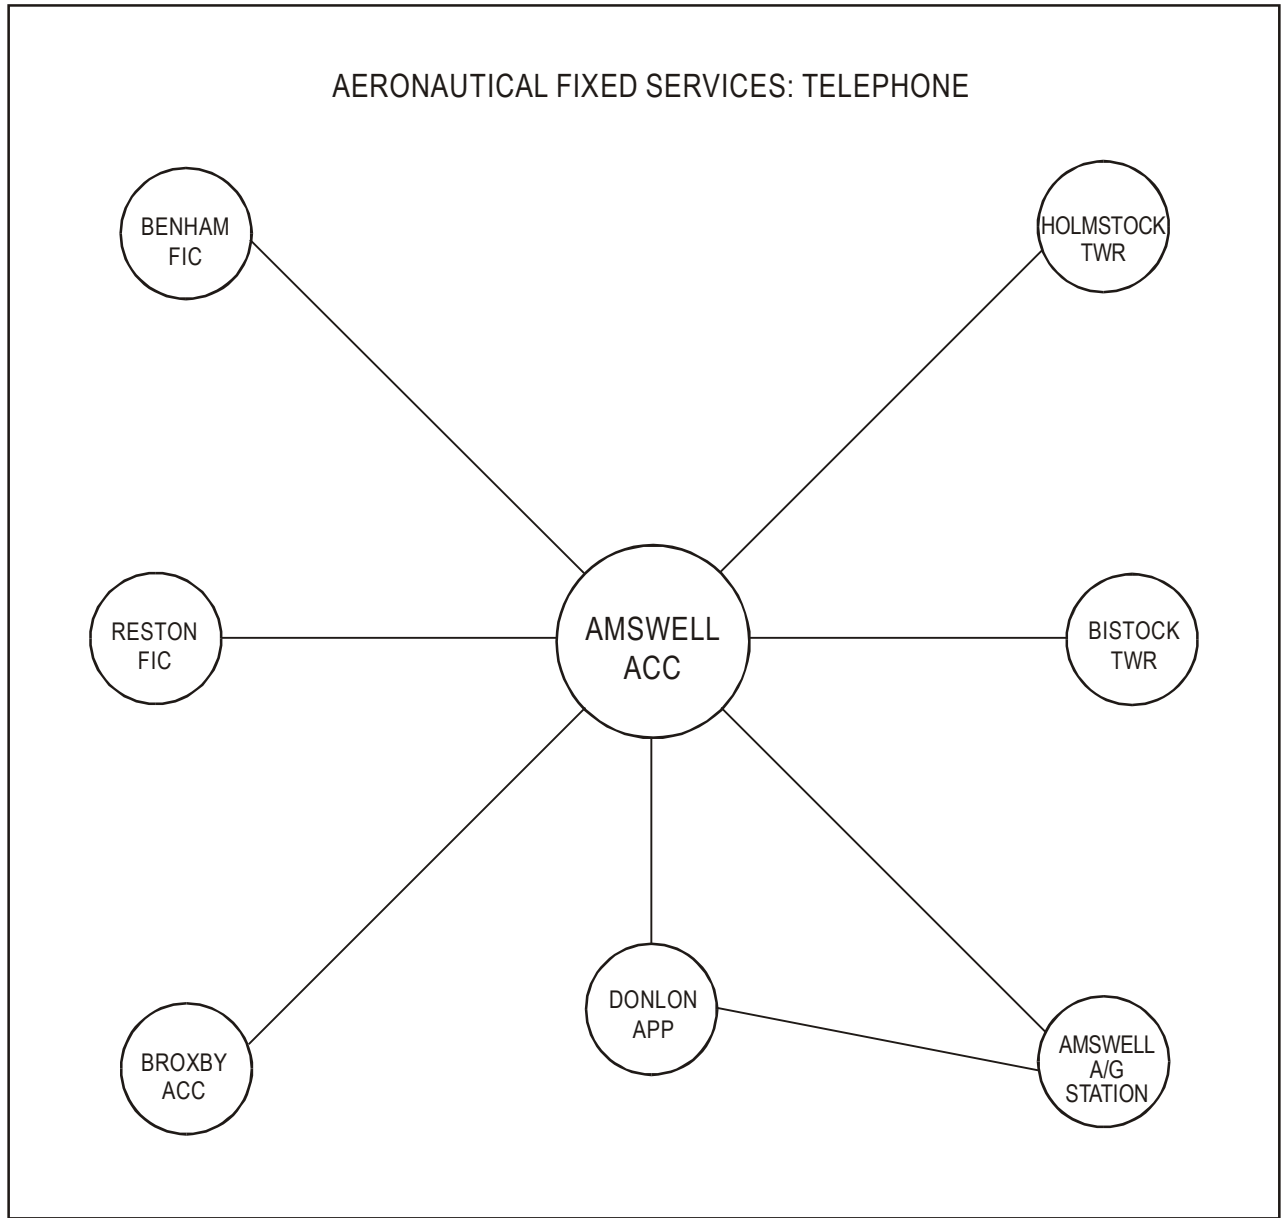 AERONAUTICAL FIXED SERVICES: TELEPHONE
BENHAM
FIC
HOLMSTOCK
TWR
RESTON
FIC
AMSWELL
ACC
BISTOCK
TWR
DONLON
APP
BROXBY
ACC
AMSWELL
A/G
STATION